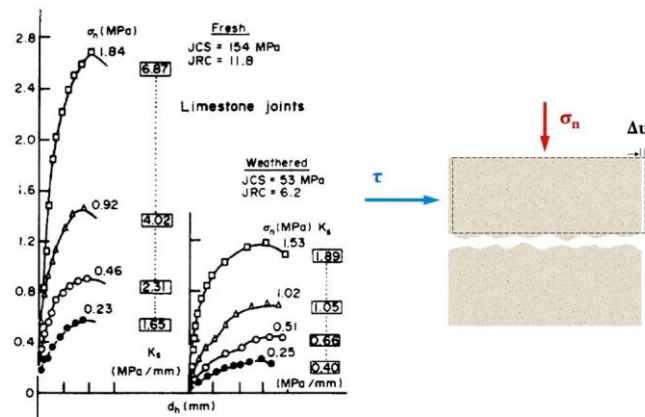 2.8
2.4
2.0
1.6
1.2
0.8
0.4
0
σn (MPa)
1.84
0.92
0.46
0.23
Fresh
JCS = 154 MPa
JRC = 11.8
6.87
4.02
2.31
1.65
Ks
(MPa/mm)
Limestone joints
Weathered
JCS = 53 MPa
JRC = 6.2
σn (MPa) Ks
1.53
1.02
0.51
0.25
1.89
1.05
0.66
0.40
(MPa/mm)
dh (mm)
σn
τ
Δu